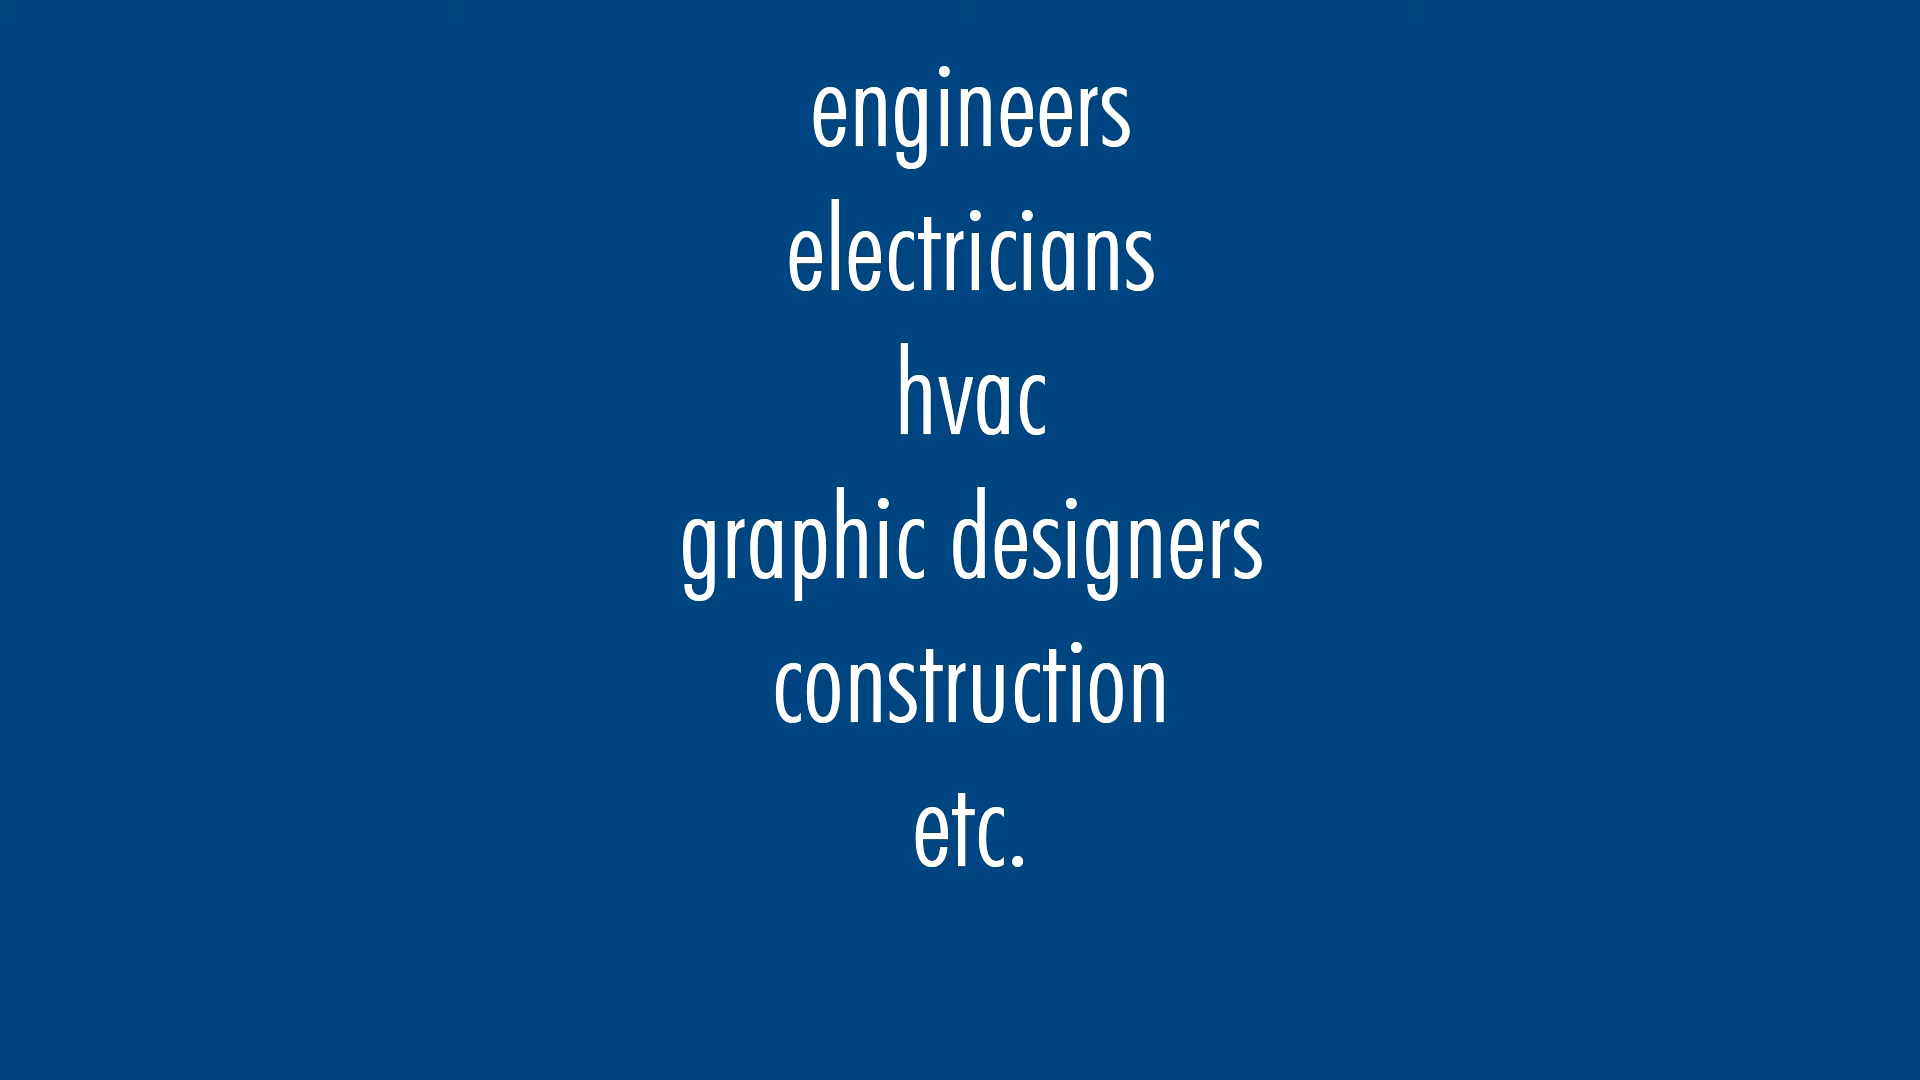 engineers
electricians
hvac
graphic designers
construction
etc.